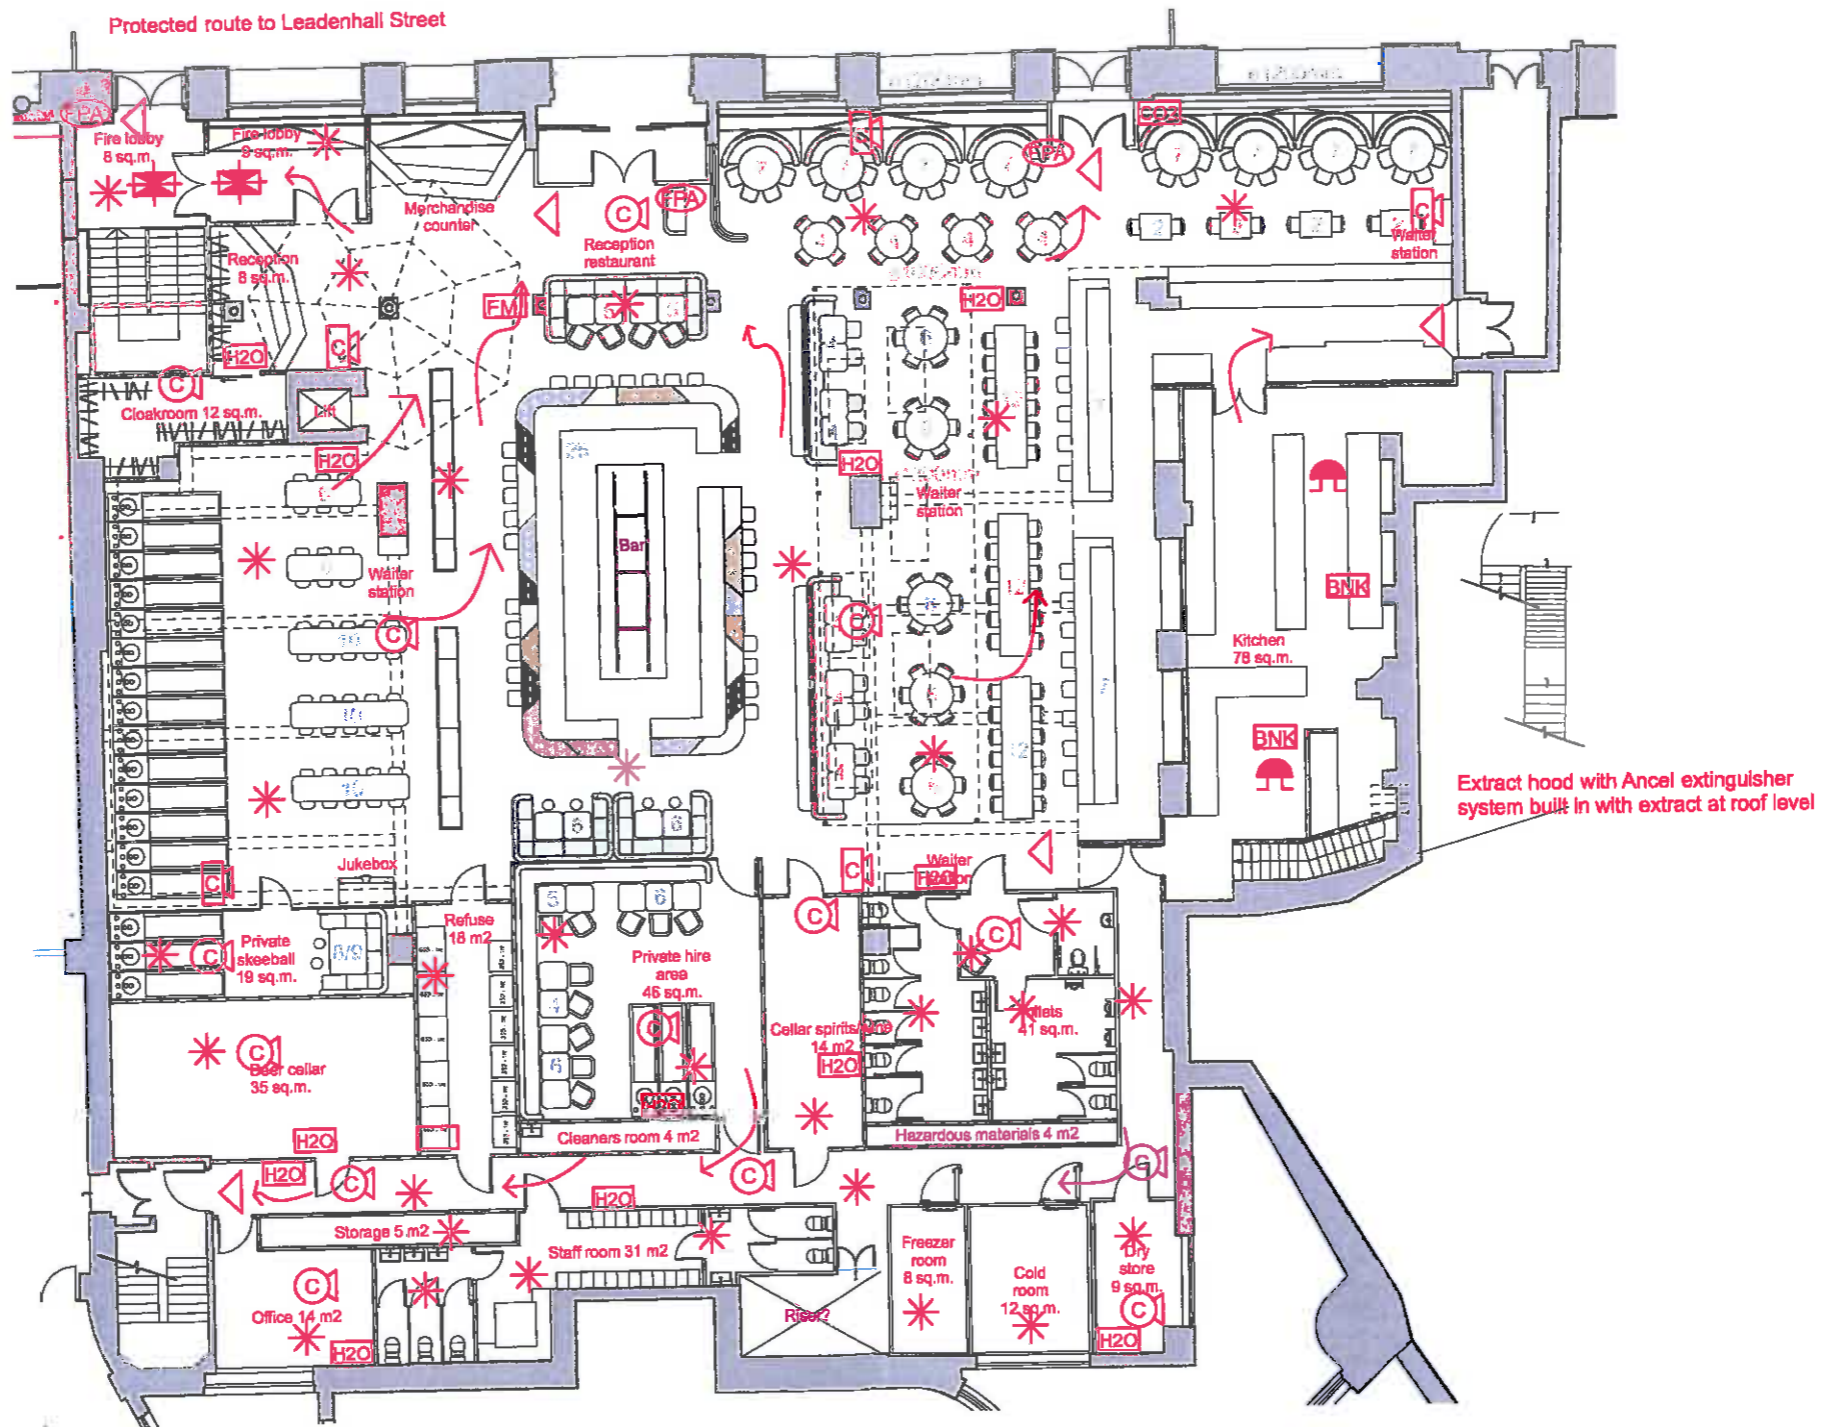 Protected route to Leadenhall Street
FPA
Fire lobby
8 sq.m.
Fire lobby
9 sq.m.
C
CO2
FPA
FPA
C
C
Merchandise
counter
Reception
restaurant
Waiter
station
Reception
8 sq.m.
FM
H2O
H2O
C
C
Cloakroom 12 sq.m.
Lift
H2O
H2O
Waiter
station
Bar
BNK
Waiter
station
C
C
Kitchen
78 sq.m.
BNK
Extract hood with Ancel extinguisher
system built in with extract at roof level
Jukebox
C
C
Waiter
H2O
Refuse
18 m2
C
C
Private
skeeball
19 sq.m.
C
Private hire
area
46 sq.m.
Toilets
41 sq.m.
Cellar spirits/wine
14 m2
H2O
C
C
Beer cellar
35 sq.m.
H2O
Cleaners room 4 m2
Hazardous materials 4 m2
H2O
H2O
C
C
C
Storage 5 m2
Staff room 31 m2
Freezer
room
8 sq.m.
Cold
room
12 sq.m.
Dry
store
9 sq.m.
C
C
Office 14 m2
Riser?
H2O
H2O